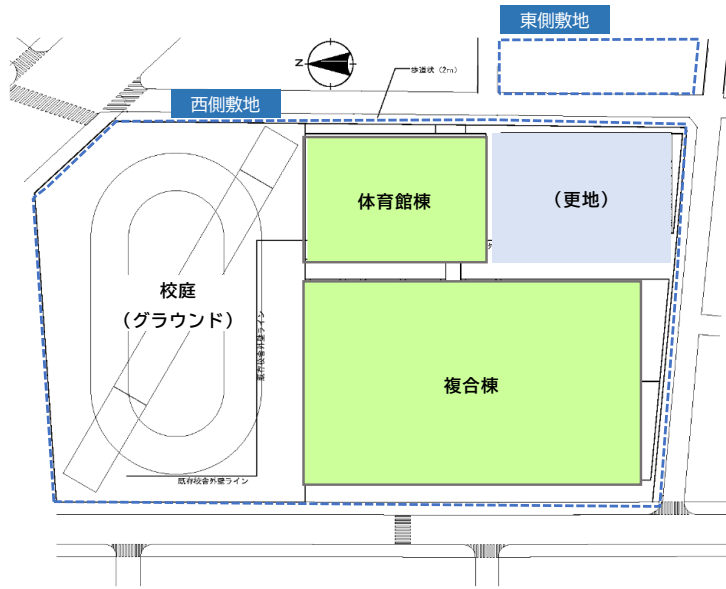 東側敷地
N
歩道状（2m）
西側敷地
体育館棟
（更地）
校庭
（グラウンド）
既存校舎外壁ライン
複合棟
既存校舎外壁ライン